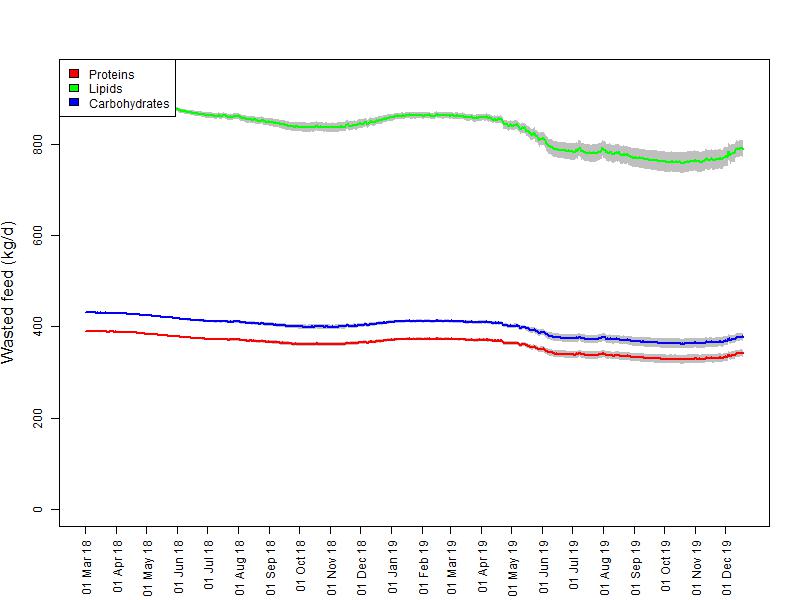 Proteins
Lipids
Carbohydrates
Wasted feed (kg/d)
800
600
400
200
0
01 Mar 18
01 Apr 18
01 May 18
01 Jun 18
01 Jul 18
01 Aug 18
01 Sep 18
01 Oct 18
01 Nov 18
01 Dec 18
01 Jan 19
01 Feb 19
01 Mar 19
01 Apr 19
01 May 19
01 Jun 19
01 Jul 19
01 Aug 19
01 Sep 19
01 Oct 19
01 Nov 19
01 Dec 19